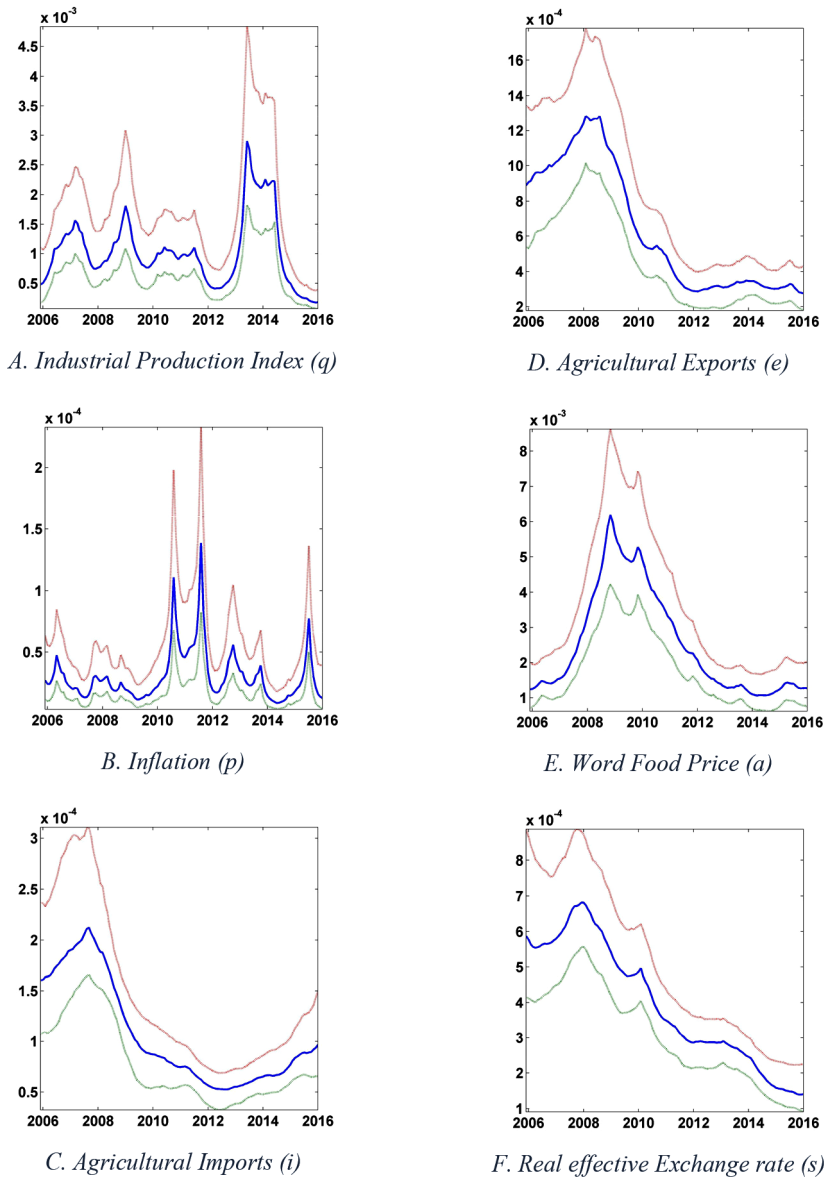 x 10-3
4.5
4
3.5
3
2.5
2
1.5
1
0.5
2006 2008 2010 2012 2014 2016
A. Industrial Production Index (q)
x 10-4
16
14
12
10
8
6
4
2
2006 2008 2010 2012 2014 2016
D. Agricultural Exports (e)
x 10-4
2
1.5
1
0.5
2006 2008 2010 2012 2014 2016
B. Inflation (p)
x 10-3
8
7
6
5
4
3
2
1
2006 2008 2010 2012 2014 2016
E. Word Food Price (a)
x 10-4
3
2.5
2
1.5
1
0.5
2006 2008 2010 2012 2014 2016
C. Agricultural Imports (i)
x 10-4
8
7
6
5
4
3
2
1
2006 2008 2010 2012 2014 2016
F. Real effective Exchange rate (s)